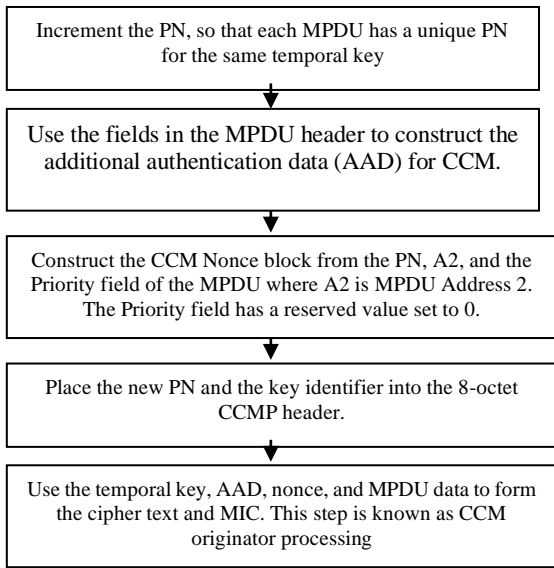 Increment the PN, so that each MPDU has a unique PN
for the same temporal key
Use the fields in the MPDU header to construct the
additional authentication data (AAD) for CCM.
Construct the CCM Nonce block from the PN, A2, and the
Priority field of the MPDU where A2 is MPDU Address 2.
The Priority field has a reserved value set to 0.
Place the new PN and the key identifier into the 8-octet
CCMP header.
Use the temporal key, AAD, nonce, and MPDU data to form
the cipher text and MIC. This step is known as CCM
originator processing